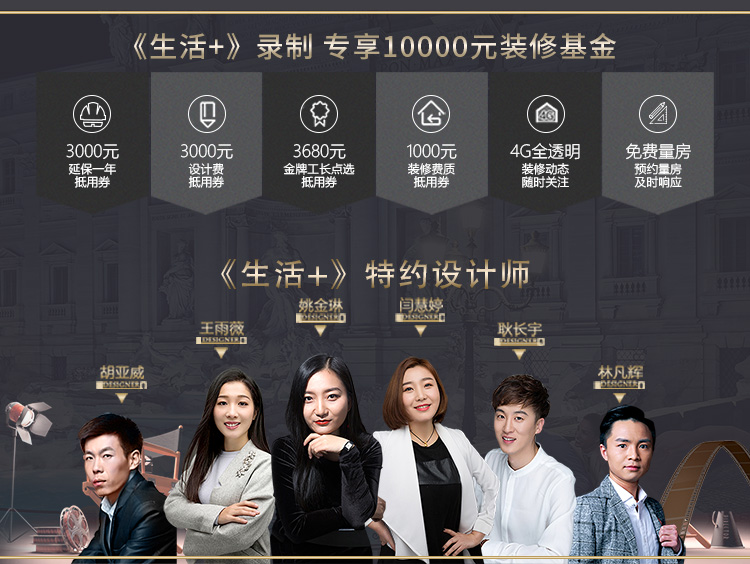 《生活+》录制 专享10000元装修基金
3000元
延保一年
抵用券
3000元
设计费
抵用券
3680元
金牌工长点选
抵用券
1000元
装修费质
抵用券
4G
4G全透明
装修动态
随时关注
免费量房
预约量房
及时响应
《生活+》特约设计师
姚金琳
DESIGNER
闫慧婷
DESIGNER
王雨薇
DESIGNER
耿长宇
DESIGNER
胡亚威
DESIGNER
林凡辉
DESIGNER